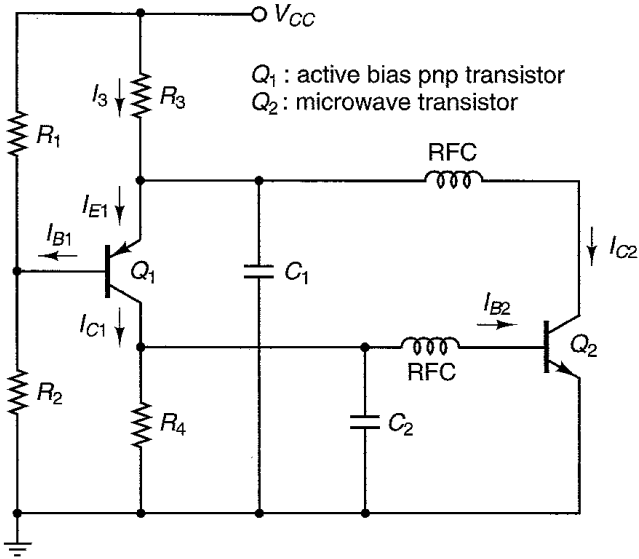 V_CC
Q_1 : active bias pnp transistor
Q_2 : microwave transistor
I_3
R_3
R_1
RFC
I_E1
I_B1
I_C2
Q_1
C_1
I_B2
I_C1
Q_2
RFC
R_2
R_4
C_2